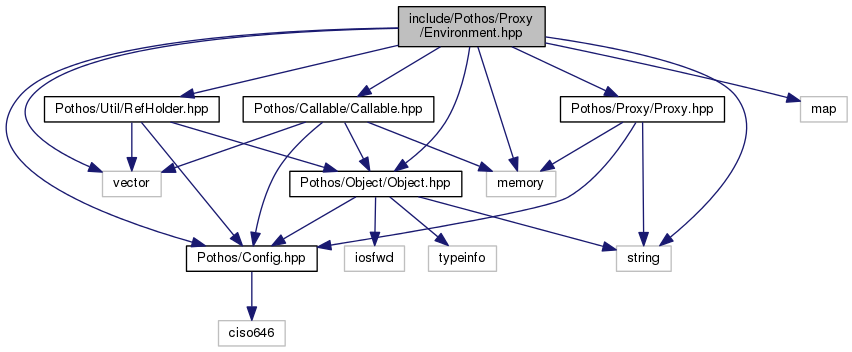 include/Pothos/Proxy
/Environment.hpp
Pothos/Util/RefHolder.hpp
Pothos/Callable/Callable.hpp
Pothos/Proxy/Proxy.hpp
map
vector
Pothos/Object/Object.hpp
memory
Pothos/Config.hpp
iosfwd
typeinfo
string
ciso646